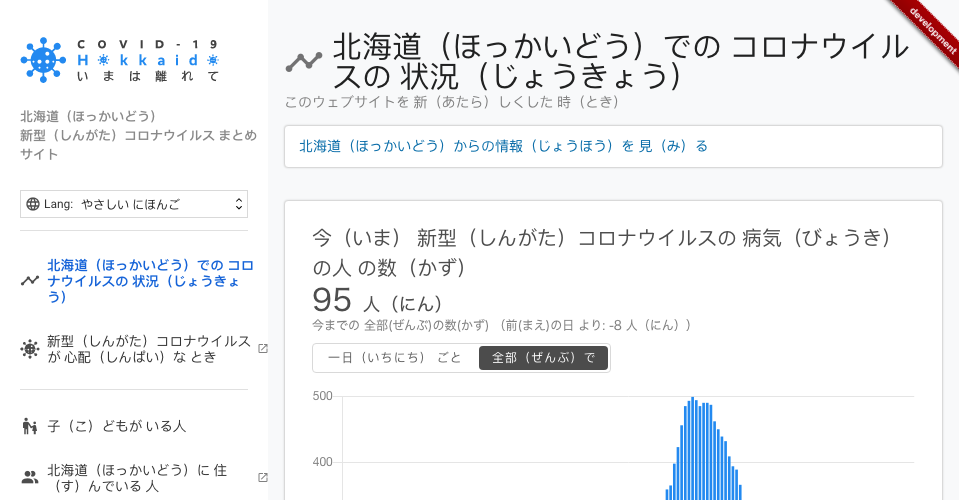 COVID-19
Hokkaido
いまは離れて
北海道（ほっかいどう）
新型（しんがた）コロナウイルス まとめ
サイト
Lang: やさしい にほんご
北海道（ほっかいどう）での コロ
ナウイルスの 状況（じょうきょ
う）
新型（しんがた）コロナウイルス
が 心配（しんぱい）な とき
子（こ）どもが いる人
北海道（ほっかいどう）に 住
（す）んでいる 人
development
北海道（ほっかいどう）での コロナウイル
スの 状況（じょうきょう）
このウェブサイトを 新（あたら）しくした 時（とき）
北海道（ほっかいどう）からの情報（じょうほう）を 見（み）る
今（いま） 新型（しんがた）コロナウイルスの 病気（びょうき）
の人 の数（かず）
95 人（にん）
今までの 全部(ぜんぶ)の数(かず) （前(まえ)の日 より: -8 人（にん））
一日（いちにち） ごと
全部（ぜんぶ）で
500
400